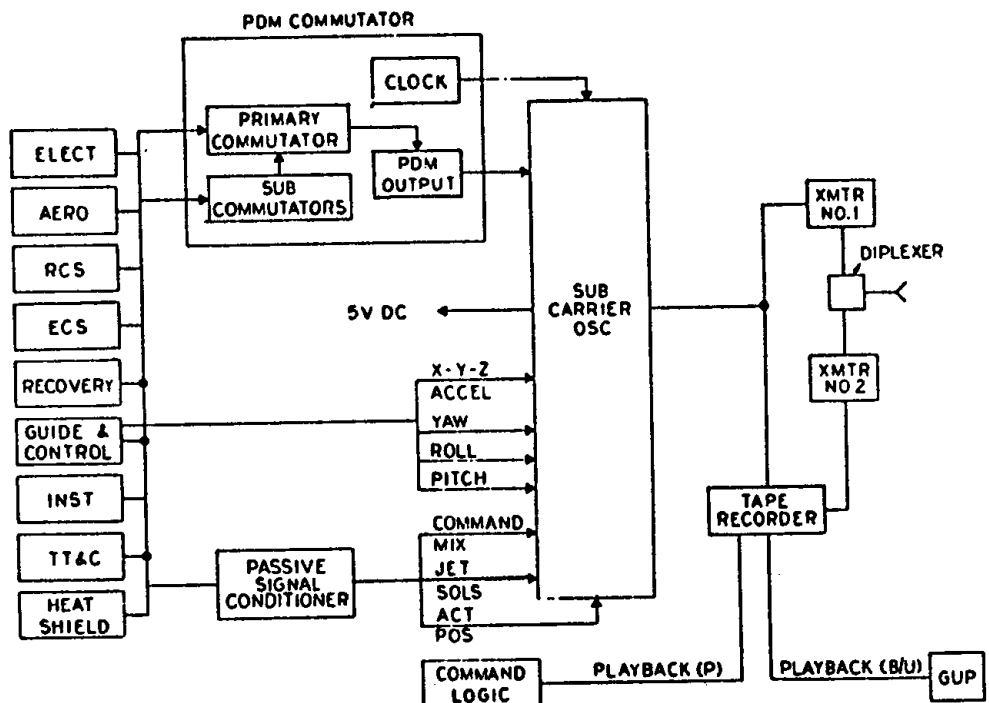 PDM COMMUTATOR
CLOCK
PRIMARY
COMMUTATOR
PDM
OUTPUT
SUB
COMMUTATORS
ELECT
AERO
RCS
ECS
RECOVERY
GUIDE &
CONTROL
INST
TT&C
HEAT
SHIELD
5V DC
X-Y-Z
ACCEL
YAW
ROLL
PITCH
COMMAND
MIX
JET
SOLS
ACT
POS
PASSIVE
SIGNAL
CONDITIONER
SUB
CARRIER
OSC
XMTR
NO.1
DIPLEXER
XMTR
NO.2
TAPE
RECORDER
COMMAND
LOGIC
PLAYBACK (P)
PLAYBACK (B/U)
GUP